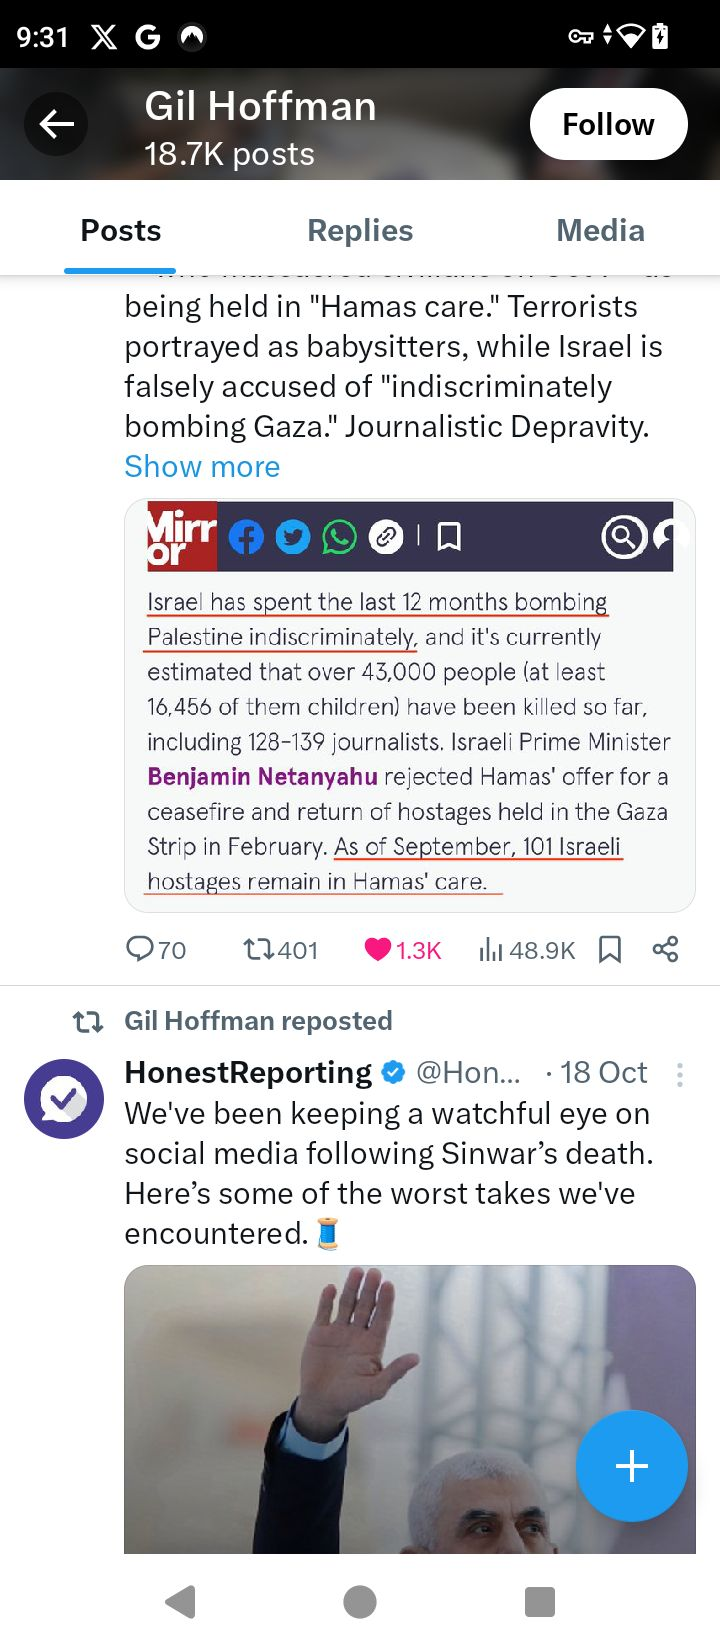 9:31
Gil Hoffman
18.7K posts
Follow
Posts
Replies
Media
being held in "Hamas care." Terrorists
portrayed as babysitters, while Israel is
falsely accused of "indiscriminately
bombing Gaza." Journalistic Depravity.
Show more
Mirr
or
Israel has spent the last 12 months bombing
Palestine indiscriminately, and it's currently
estimated that over 43,000 people (at least
16,456 of them children) have been killed so far,
including 128-139 journalists. Israeli Prime Minister
Benjamin Netanyahu rejected Hamas' offer for a
ceasefire and return of hostages held in the Gaza
Strip in February. As of September, 101 Israeli
hostages remain in Hamas' care.
70
401
1.3K
48.9K
Gil Hoffman reposted
HonestReporting @Hon... · 18 Oct
We've been keeping a watchful eye on
social media following Sinwar’s death.
Here’s some of the worst takes we've
encountered.